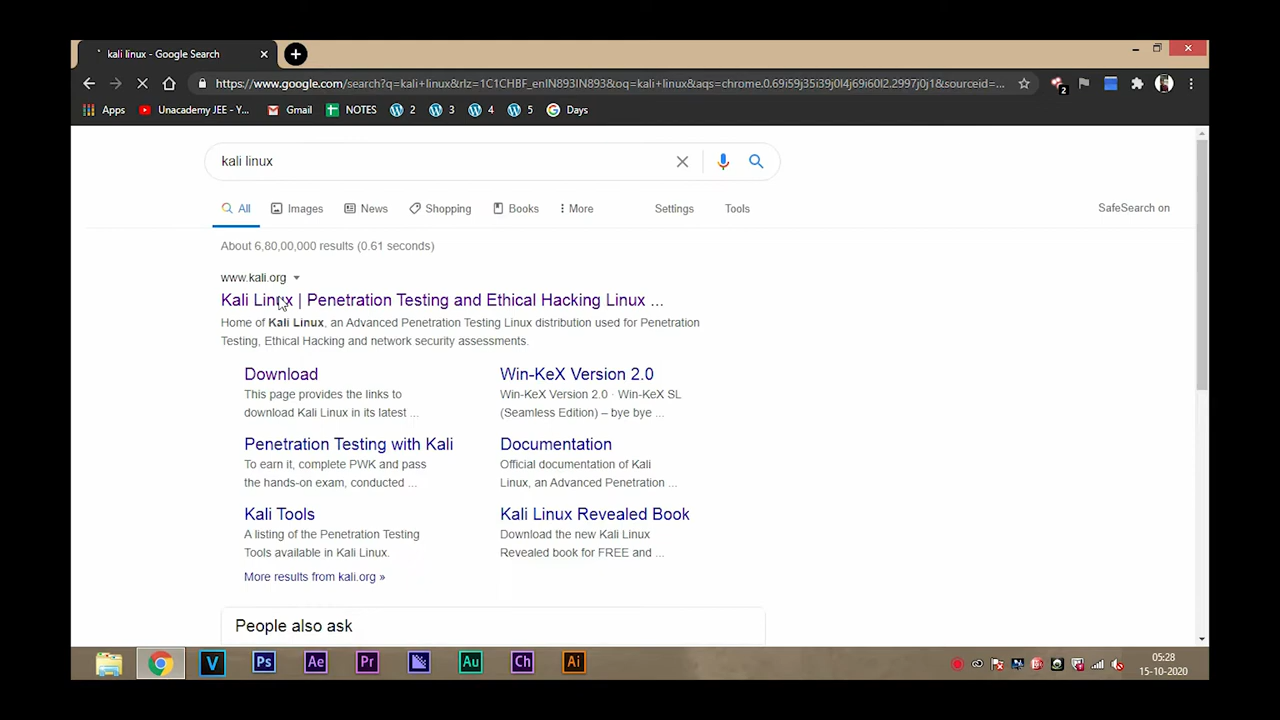 kali linux - Google Search
https://www.google.com/search?q=kali+linux&rlz=1C1CHBF_enIN893IN893&oq=kali+linux&aqs=chrome.0.69i59j35i39j0l4j69i60l2.2997j0j1&sourceid=...
2
Apps Unacademy JEE - Y... Gmail NOTES 2 3 4 5 Days
kali linux
All Images News Shopping Books More Settings Tools SafeSearch on
About 6,80,00,000 results (0.61 seconds)
www.kali.org
Kali Linux | Penetration Testing and Ethical Hacking Linux ...
Home of Kali Linux, an Advanced Penetration Testing Linux distribution used for Penetration
Testing, Ethical Hacking and network security assessments.
Download
This page provides the links to
download Kali Linux in its latest ...
Win-KeX Version 2.0
Win-KeX Version 2.0 · Win-KeX SL
(Seamless Edition) – bye bye ...
Penetration Testing with Kali
To earn it, complete PWK and pass
the hands-on exam, conducted ...
Documentation
Official documentation of Kali
Linux, an Advanced Penetration ...
Kali Tools
A listing of the Penetration Testing
Tools available in Kali Linux.
Kali Linux Revealed Book
Download the new Kali Linux
Revealed book for FREE and ...
More results from kali.org »
People also ask
V Ps Ae Pr Au Ch Ai
05:28
15-10-2020